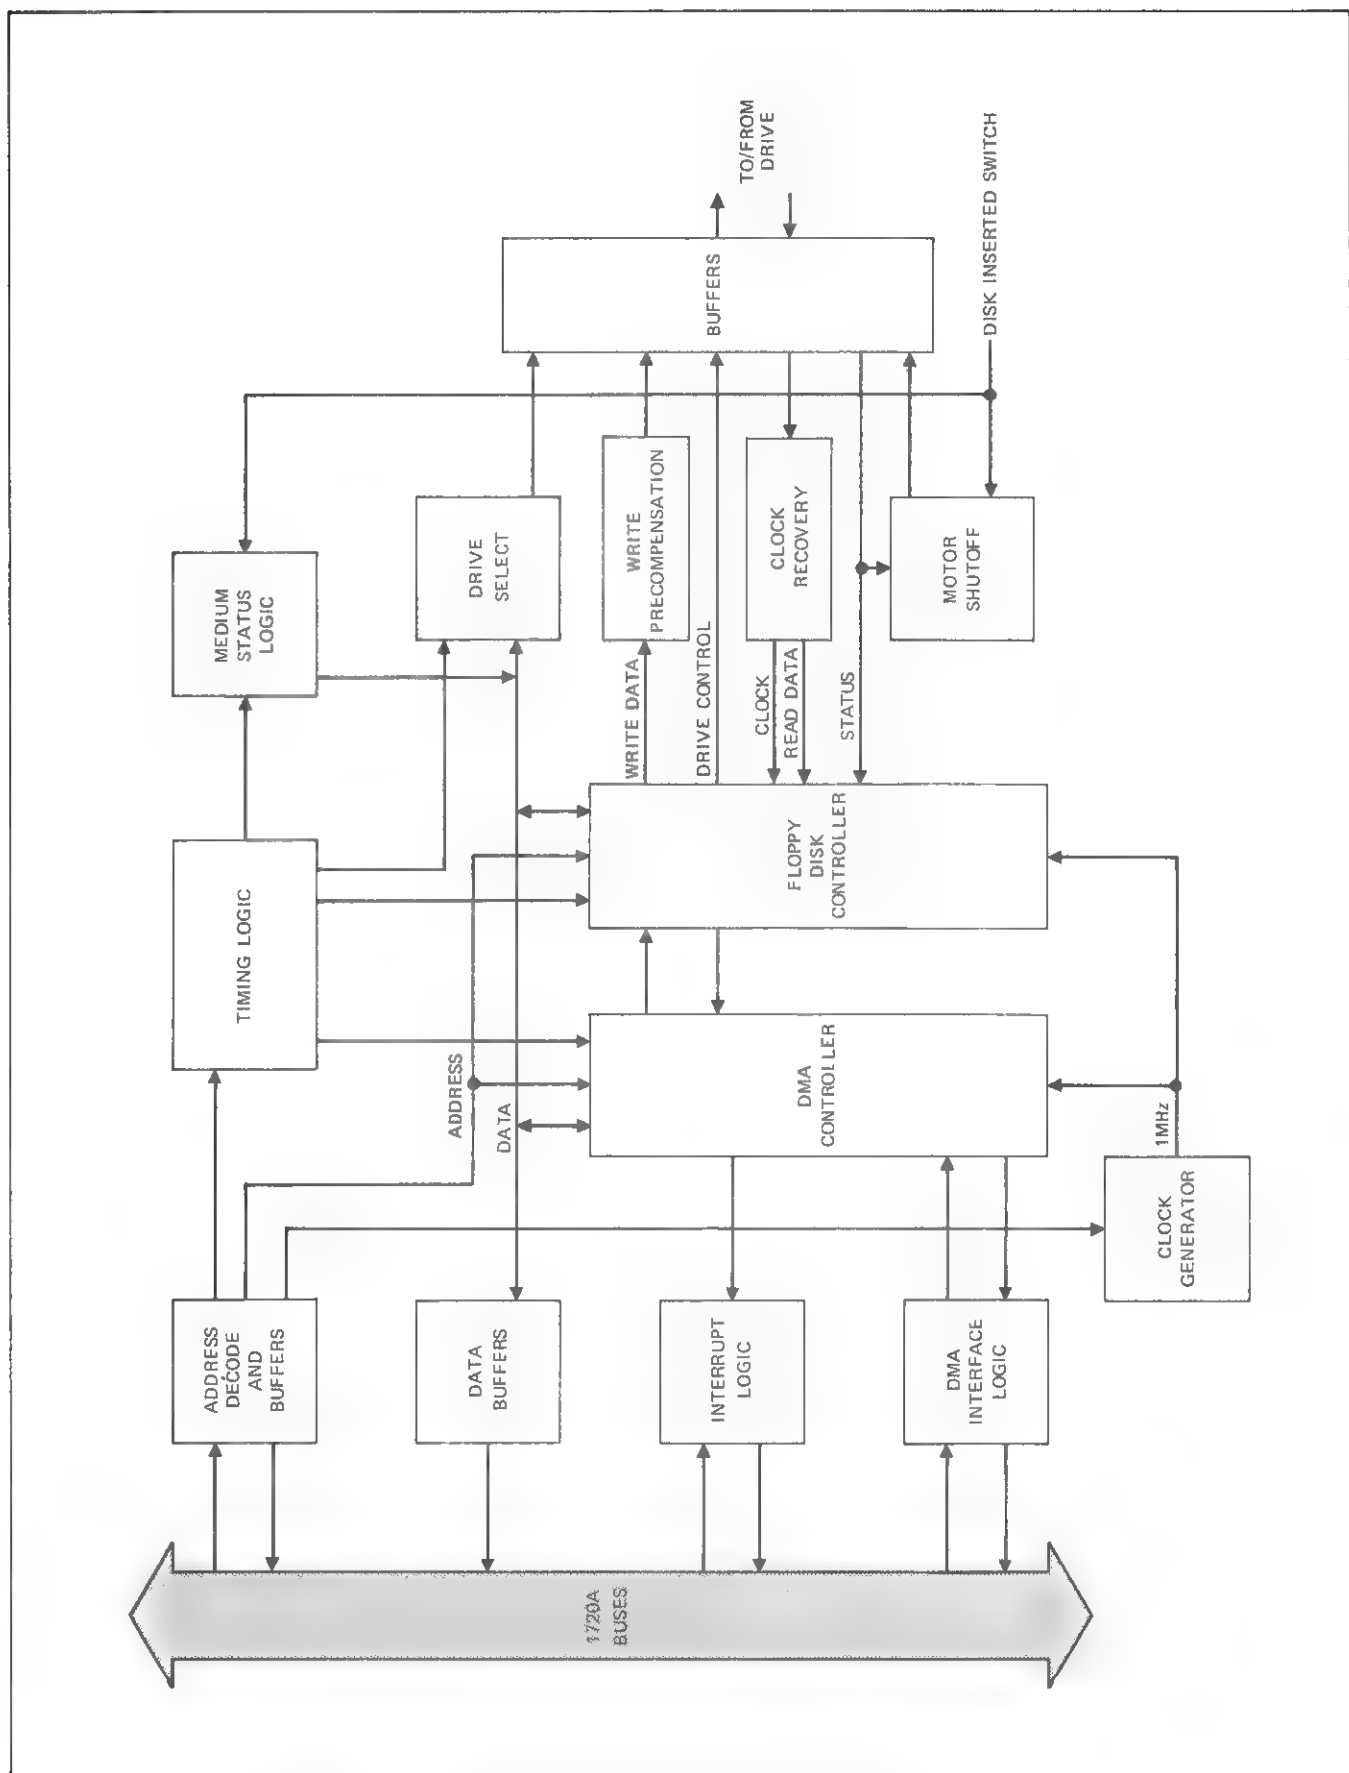 1720A
BUSES
ADDRESS
DECODE
AND
BUFFERS
DATA
BUFFERS
INTERRUPT
LOGIC
DMA
INTERFACE
LOGIC
CLOCK
GENERATOR
1MHz
TIMING LOGIC
ADDRESS
DATA
DMA
CONTROLLER
FLOPPY
DISK
CONTROLLER
MEDIUM
STATUS
LOGIC
DRIVE
SELECT
WRITE DATA
DRIVE CONTROL
CLOCK
READ DATA
STATUS
WRITE
PRECOMPENSATION
CLOCK
RECOVERY
MOTOR
SHUTOFF
BUFFERS
TO/FROM
DRIVE
DISK INSERTED SWITCH